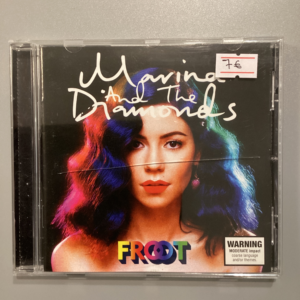 Marina
And The
Diamonds
7€
FROOT
WARNING
MODERATE impact
coarse language
and/or themes